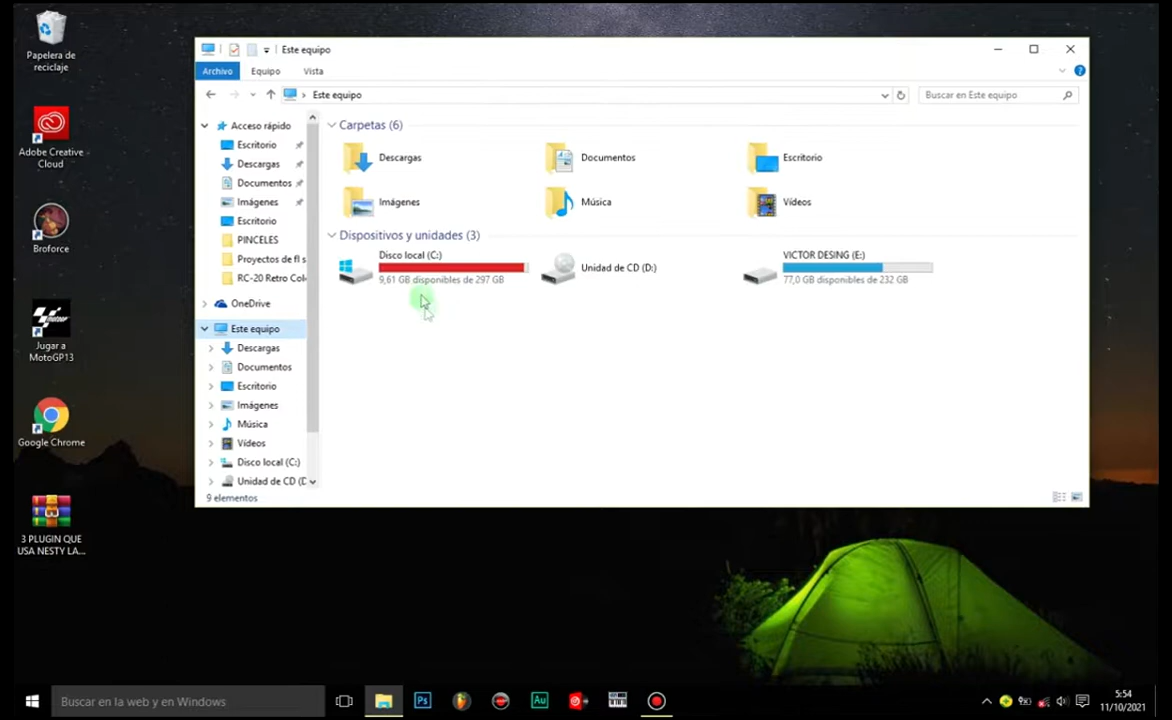 Papelera de
reciclaje
Adobe Creative
Cloud
Broforce
Jugar a
MotoGP13
Google Chrome
3 PLUGIN QUE
USA NESTY LA...
Este equipo
Archivo Equipo Vista
Este equipo
Buscar en Este equipo
Acceso rápido
Escritorio
Descargas
Documentos
Imágenes
Escritorio
PINCELES
Proyectos de fl s
RC-20 Retro Col
OneDrive
Este equipo
Descargas
Documentos
Escritorio
Imágenes
Música
Vídeos
Disco local (C:)
Unidad de CD (D
9 elementos
Carpetas (6)
Descargas Documentos Escritorio
Imágenes Música Vídeos
Dispositivos y unidades (3)
Disco local (C:)
9,61 GB disponibles de 297 GB
Unidad de CD (D:)
VICTOR DESING (E:)
77,0 GB disponibles de 232 GB
Buscar en la web y en Windows
Ps
Au
5:54
11/10/2021